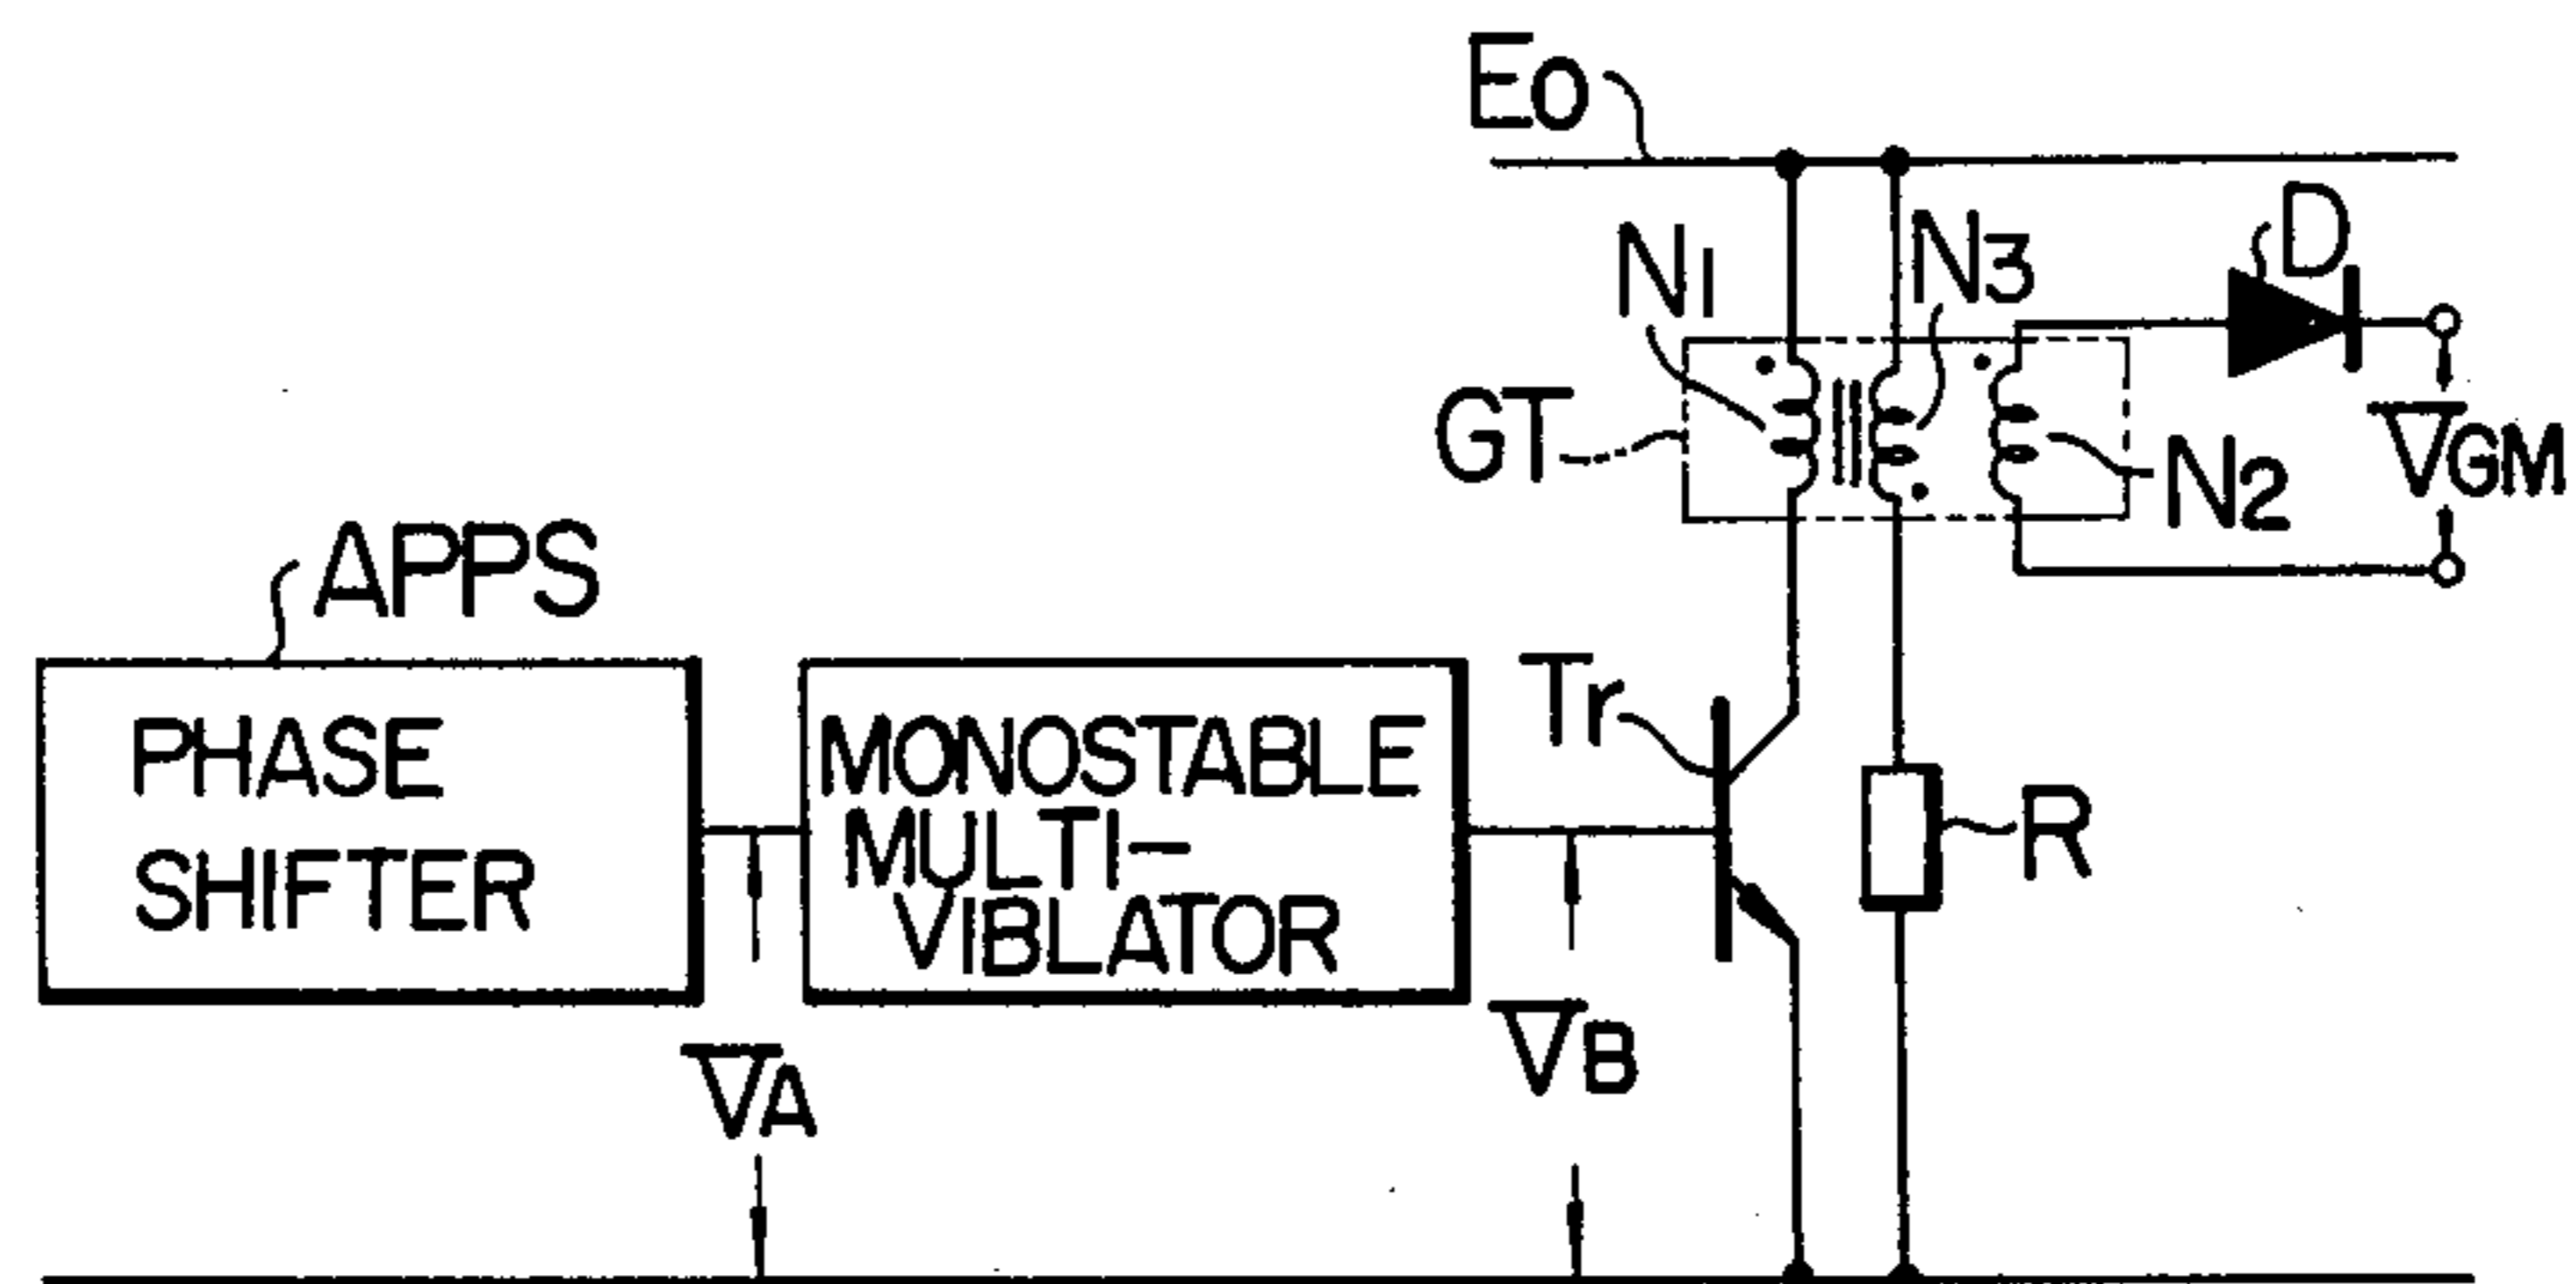 Eo
D
N1
N3
GT
VGM
N2
APPS
Tr
PHASE
SHIFTER
MONOSTABLE
MULTI-
VIBLATOR
R
VA
VB